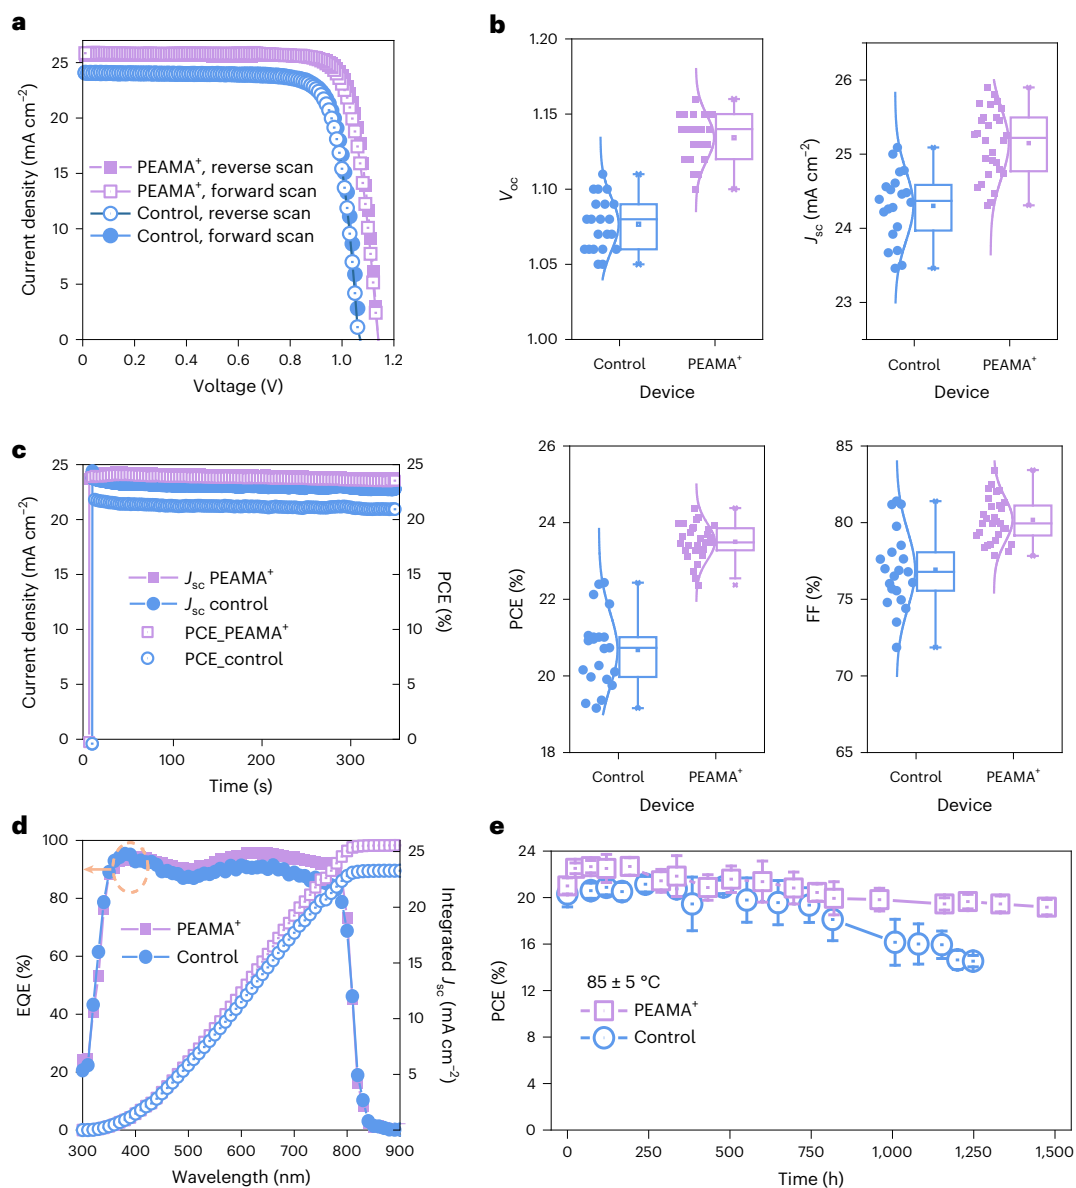 a
25
20
15
10
5
0
0
0.2
0.4
0.6
0.8
1.0
1.2
Current density (mA cm−2)
Voltage (V)
PEAMA+, reverse scan
PEAMA+, forward scan
Control, reverse scan
Control, forward scan
b
1.20
1.15
1.10
1.05
1.00
Voc
Control
PEAMA+
Device
26
25
24
23
Jsc (mA cm−2)
Control
PEAMA+
Device
c
25
20
15
10
5
0
25
20
15
10
5
0
0
100
200
300
Current density (mA cm−2)
PCE (%)
Time (s)
Jsc PEAMA+
Jsc control
PCE_PEAMA+
PCE_control
26
24
22
20
18
PCE (%)
Control
PEAMA+
Device
85
80
75
70
65
FF (%)
Control
PEAMA+
Device
d
100
80
60
40
20
0
25
20
15
10
5
300
400
500
600
700
800
900
EQE (%)
Integrated Jsc (mA cm−2)
Wavelength (nm)
PEAMA+
Control
e
24
20
16
12
8
4
0
0
250
500
750
1,000
1,250
1,500
PCE (%)
Time (h)
85 ± 5 °C
PEAMA+
Control